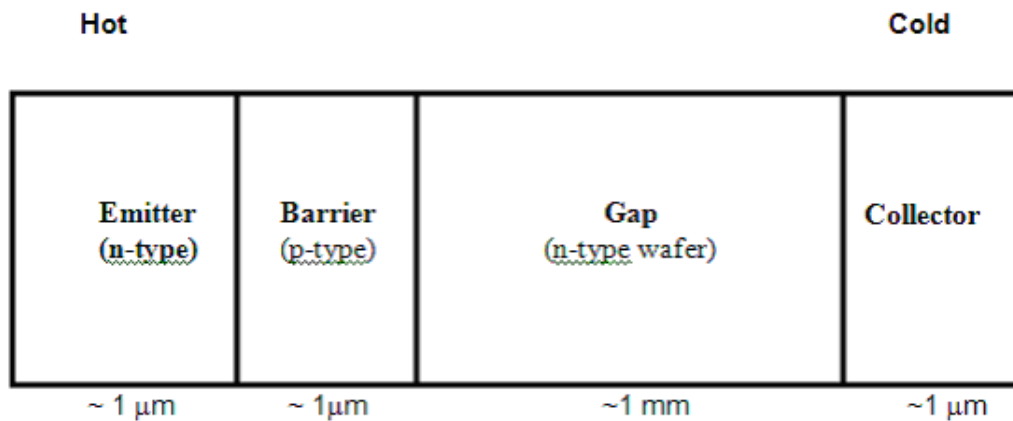 Hot Cold
Emitter Barrier Gap Collector
(n-type) (p-type) (n-type wafer)
~ 1 μm ~ 1μm ~1 mm ~1 μm